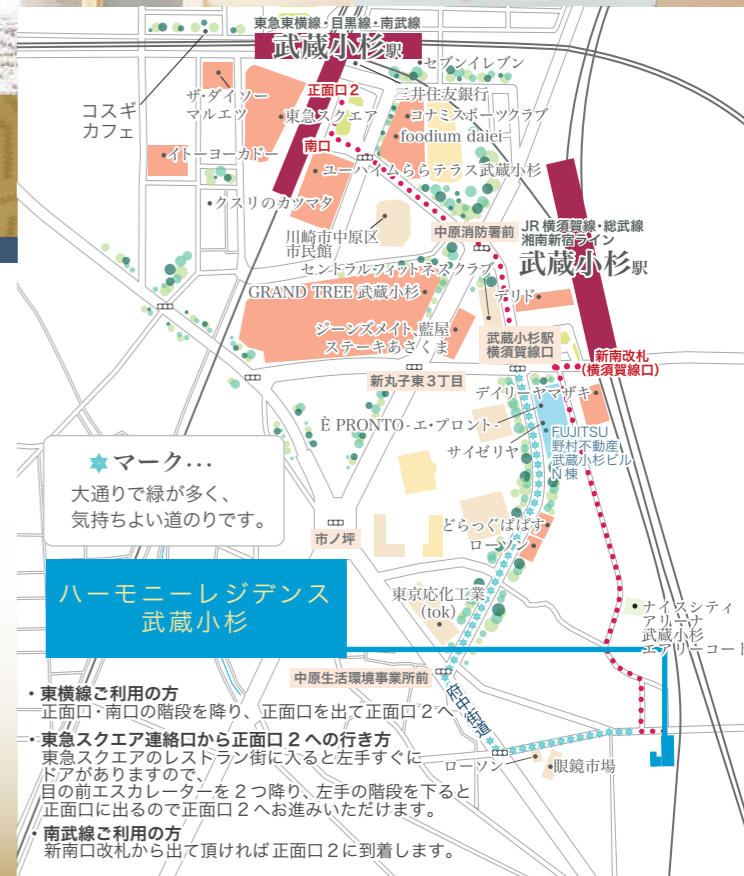 東急東横線・目黒線・南武線
武蔵小杉駅
セブンイレブン
三井住友銀行
正面口2
ザ・ダイソー
マルエツ
コスギ
カフェ
東急スクエア
コナミスポーツクラブ
foodium daiei
南口
イトーヨーカドー
ユーハイムららテラス武蔵小杉
クスリのカツマタ
川崎市中原区
市民館
中原消防署前
JR横須賀線・総武線
湘南新宿ライン
武蔵小杉駅
セントラルフィットネスクラブ
GRAND TREE 武蔵小杉
デリド
ジーンズメイト、藍屋
ステーキあさくま
武蔵小杉駅
横須賀線口
新南改札
(横須賀線口)
新丸子東3丁目
デイリーヤマザキ
È PRONTO-エ・プロント-
サイゼリヤ
FUJITSU
野村不動産
武蔵小杉ビル
N棟
マーク…
大通りで緑が多く、
気持ちよい道のりです。
市ノ坪
どらっぐぱぱす
ローソン
ハーモニーレジデンス
武蔵小杉
東京応化工業
(tok)
ナイスシティ
アリーナ
武蔵小杉
エアリーコート
中原生活環境事業所前
府中街道
ローソン
眼鏡市場
・東横線ご利用の方
正面口・南口の階段を降り、正面口を出て正面口2へ
・東急スクエア連絡口から正面口2への行き方
東急スクエアのレストラン街に入ると左手すぐに
ドアがありますので、
目の前エスカレーターを2つ降り、左手の階段を下ると
正面口に出るので正面口2へお進みいただけます。
・南武線ご利用の方
新南口改札から出て頂ければ正面口2に到着します。